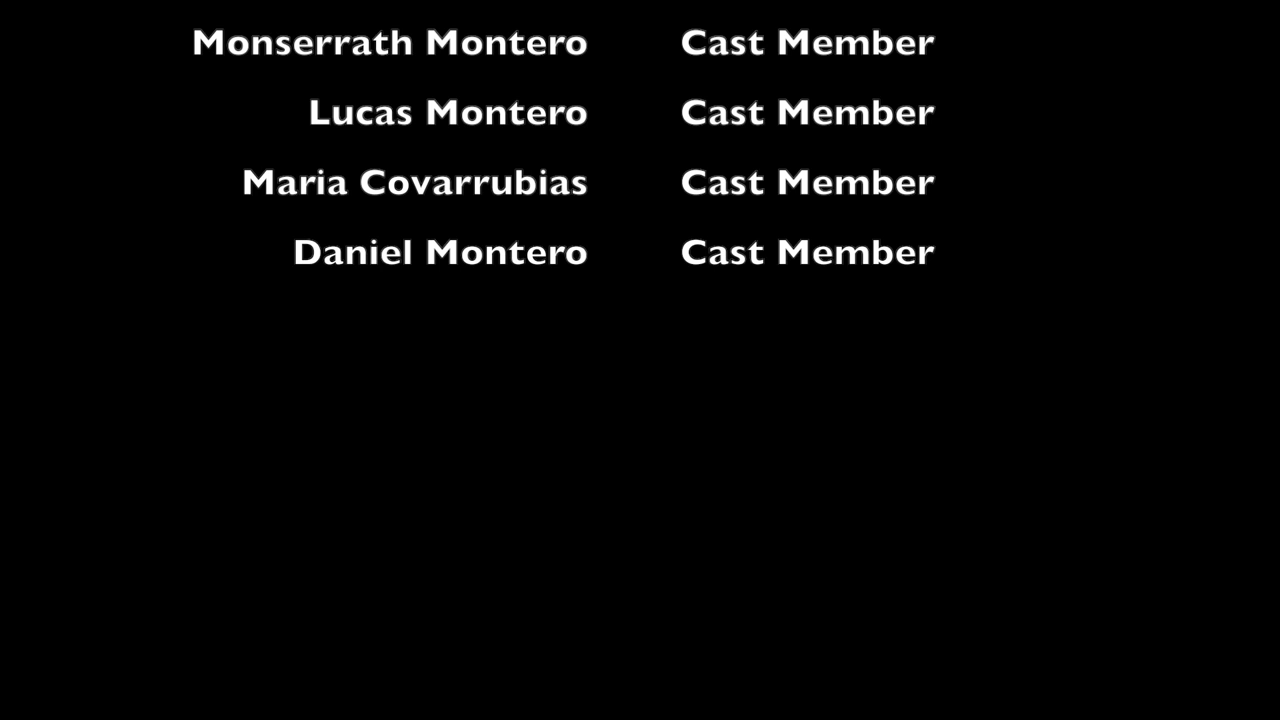 Monserrath Montero Cast Member
Lucas Montero Cast Member
Maria Covarrubias Cast Member
Daniel Montero Cast Member